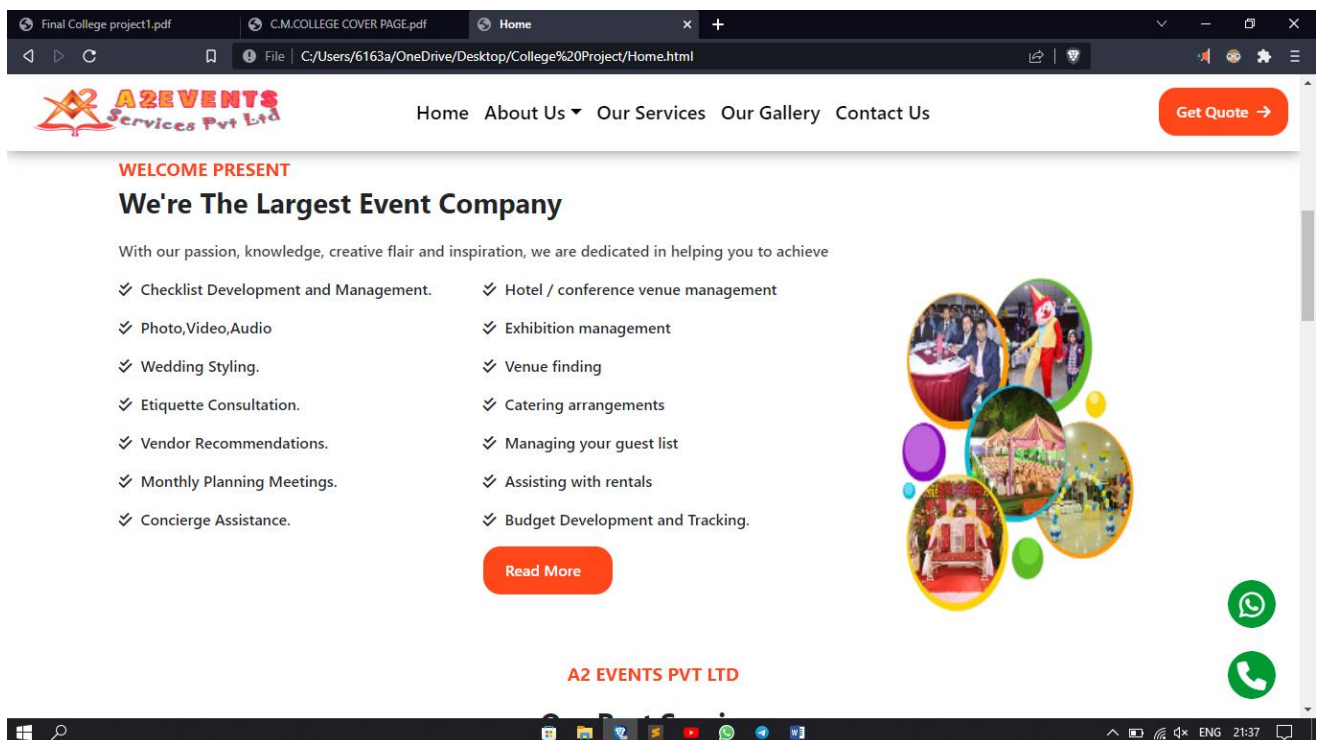 Final College project1.pdf
C.M.COLLEGE COVER PAGE.pdf
Home
File
C:/Users/6163a/OneDrive/Desktop/College%20Project/Home.html
A2EVENTS
Services Pvt Ltd
Home About Us Our Services Our Gallery Contact Us
Get Quote
WELCOME PRESENT
We're The Largest Event Company
With our passion, knowledge, creative flair and inspiration, we are dedicated in helping you to achieve
Checklist Development and Management.
Photo,Video,Audio
Wedding Styling.
Etiquette Consultation.
Vendor Recommendations.
Monthly Planning Meetings.
Concierge Assistance.
Hotel / conference venue management
Exhibition management
Venue finding
Catering arrangements
Managing your guest list
Assisting with rentals
Budget Development and Tracking.
Read More
A2 EVENTS PVT LTD
ENG 21:37